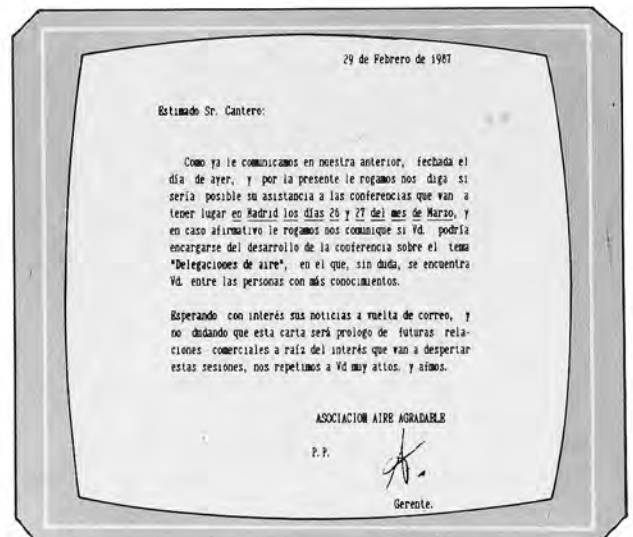 29 de Febrero de 1987
Estimado Sr. Cantero:
Como ya le comunicamos en nuestra anterior, fechada el
día de ayer, y por la presente le rogamos nos diga si
sería posible su asistancia a las conferencias que van a
tener lugar en Madrid los días 26 y 27 del mes de Marzo, y
en caso afirmativo le rogamos nos comunique si Vd. podría
encargarse del desarrollo de la conferencia sobre el tema
"Delegaciones de aire", en el que, sin duda, se encuentra
Vd. entre las personas con más conocimientos.
Esperando con interés sus noticias a vuelta de correo, y
no dudando que esta carta será prologo de futuras rela-
ciones comerciales a raíz del interés que van a despertar
estas sesiones, nos repetimos a Vd muy attos. y afmos.
ASOCIACION AIRE AGRADABLE
P.P.
Gerente.